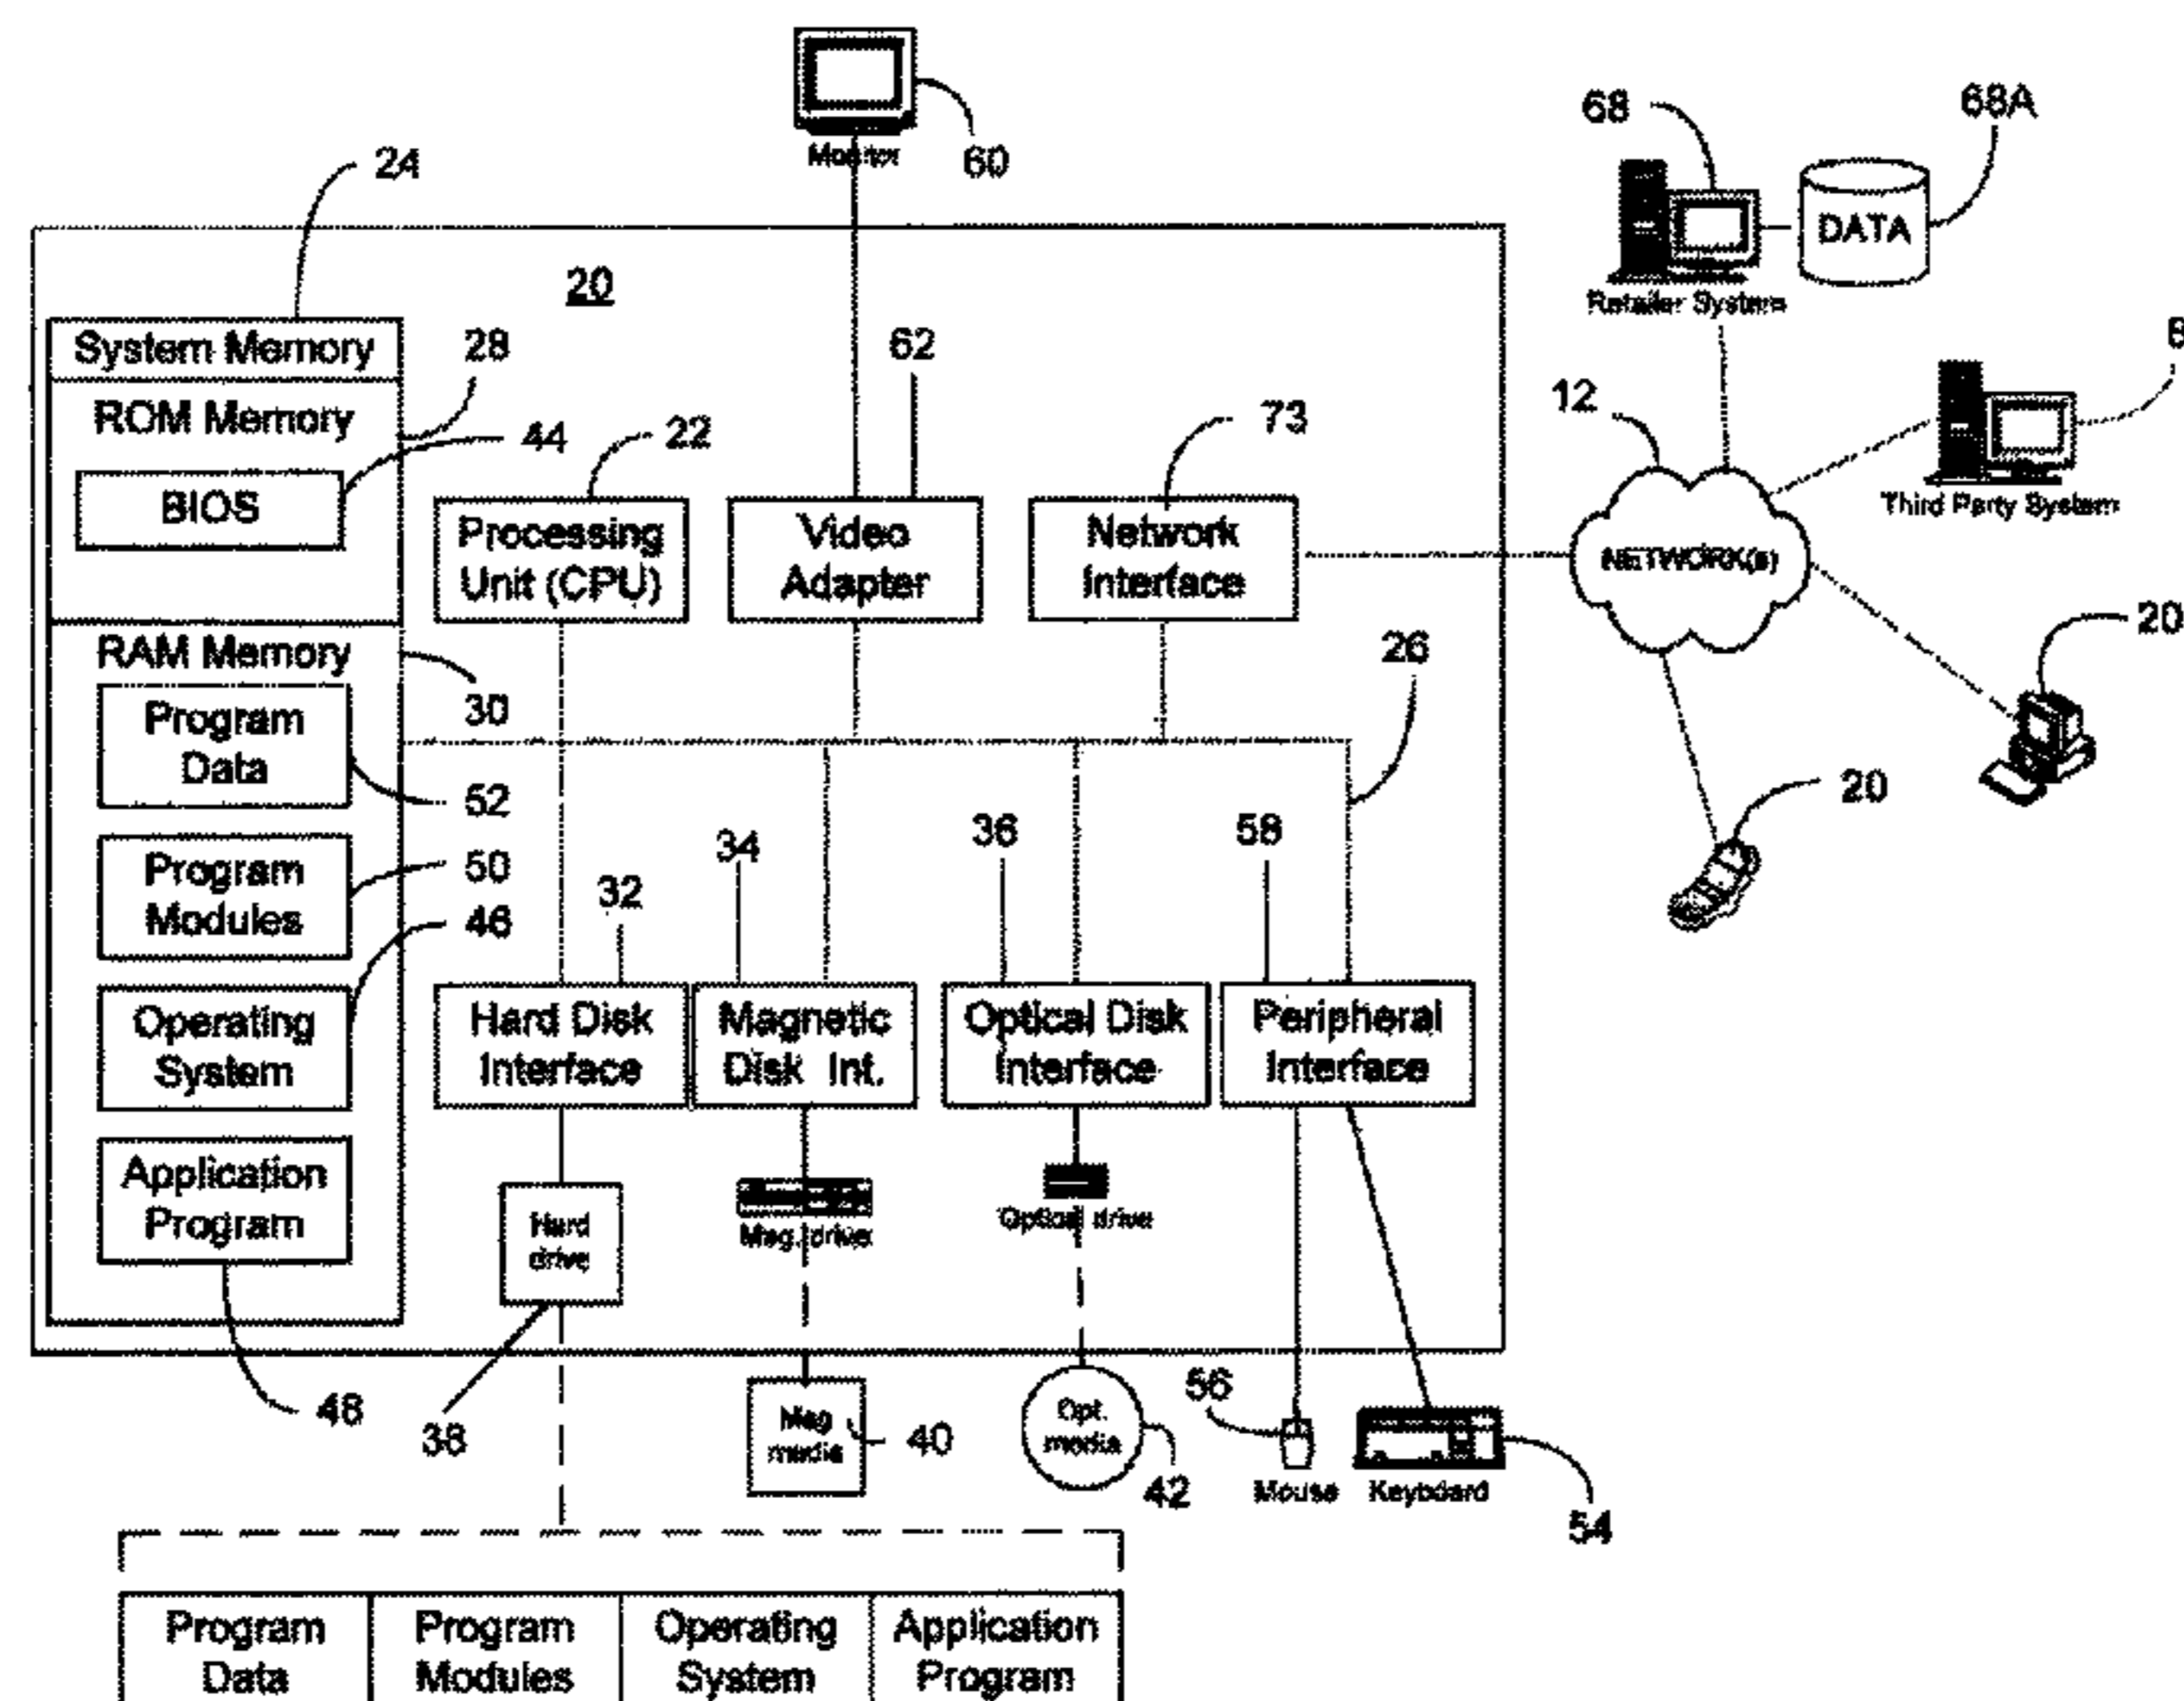 Monitor
60
68
68A
DATA
Retailer System
24
20
System Memory
28
ROM Memory
44
BIOS
22
Processing
Unit (CPU)
62
Video
Adapter
73
Network
Interface
12
NETWORK(s)
Third Party System
20
20
26
RAM Memory
30
Program
Data
52
Program
Modules
50
46
Operating
System
Application
Program
48
32
34
36
58
Hard Disk
Interface
Magnetic
Disk Int.
Optical Disk
Interface
Peripheral
Interface
Hard
drive
38
Mag. drive
Optical drive
Mag
media
40
Opt.
media
42
56
Mouse
Keyboard
54
Program
Data
Program
Modules
Operating
System
Application
Program